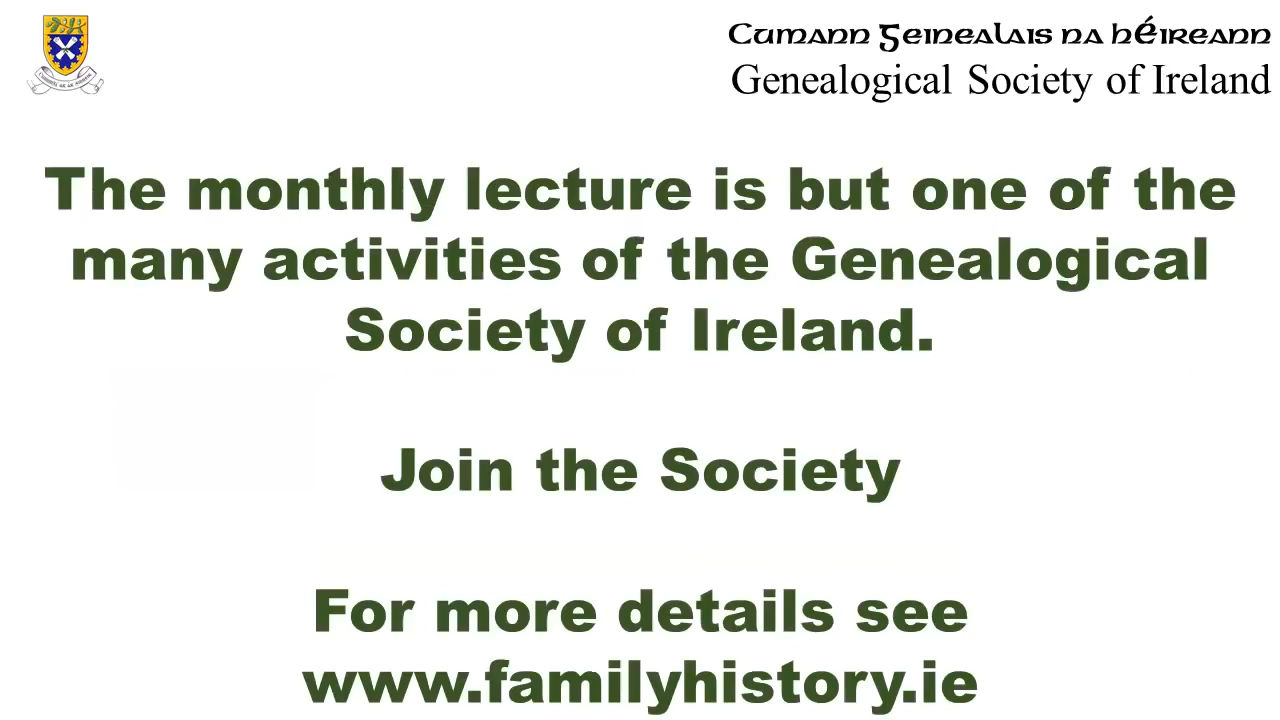 Cumann Geinealais na hÉireann
Genealogical Society of Ireland
The monthly lecture is but one of the
many activities of the Genealogical
Society of Ireland.
Join the Society
For more details see
www.familyhistory.ie